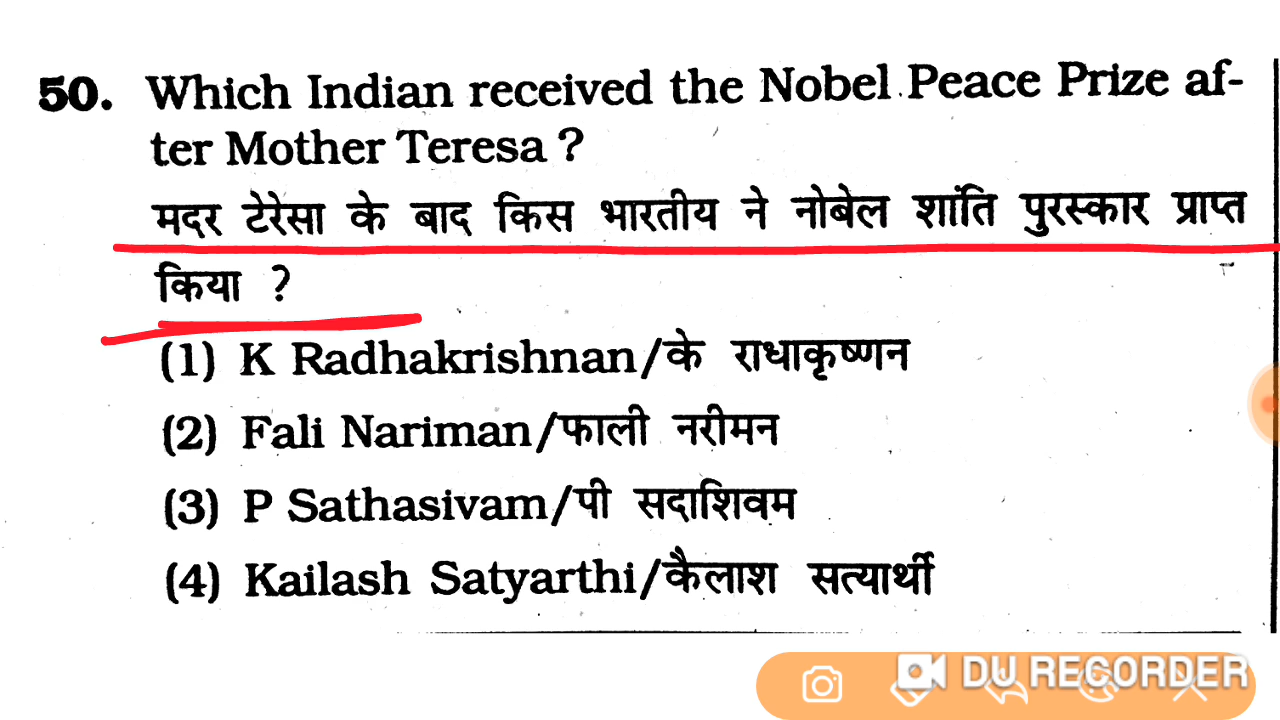 50. Which Indian received the Nobel Peace Prize af-
ter Mother Teresa ?
मदर टेरेसा के बाद किस भारतीय ने नोबेल शांति पुरस्कार प्राप्त
किया ?
(1) K Radhakrishnan/के राधाकृष्णन
(2) Fali Nariman/फाली नरीमन
(3) P Sathasivam/पी सदाशिवम
(4) Kailash Satyarthi/कैलाश सत्यार्थी
DU RECORDER